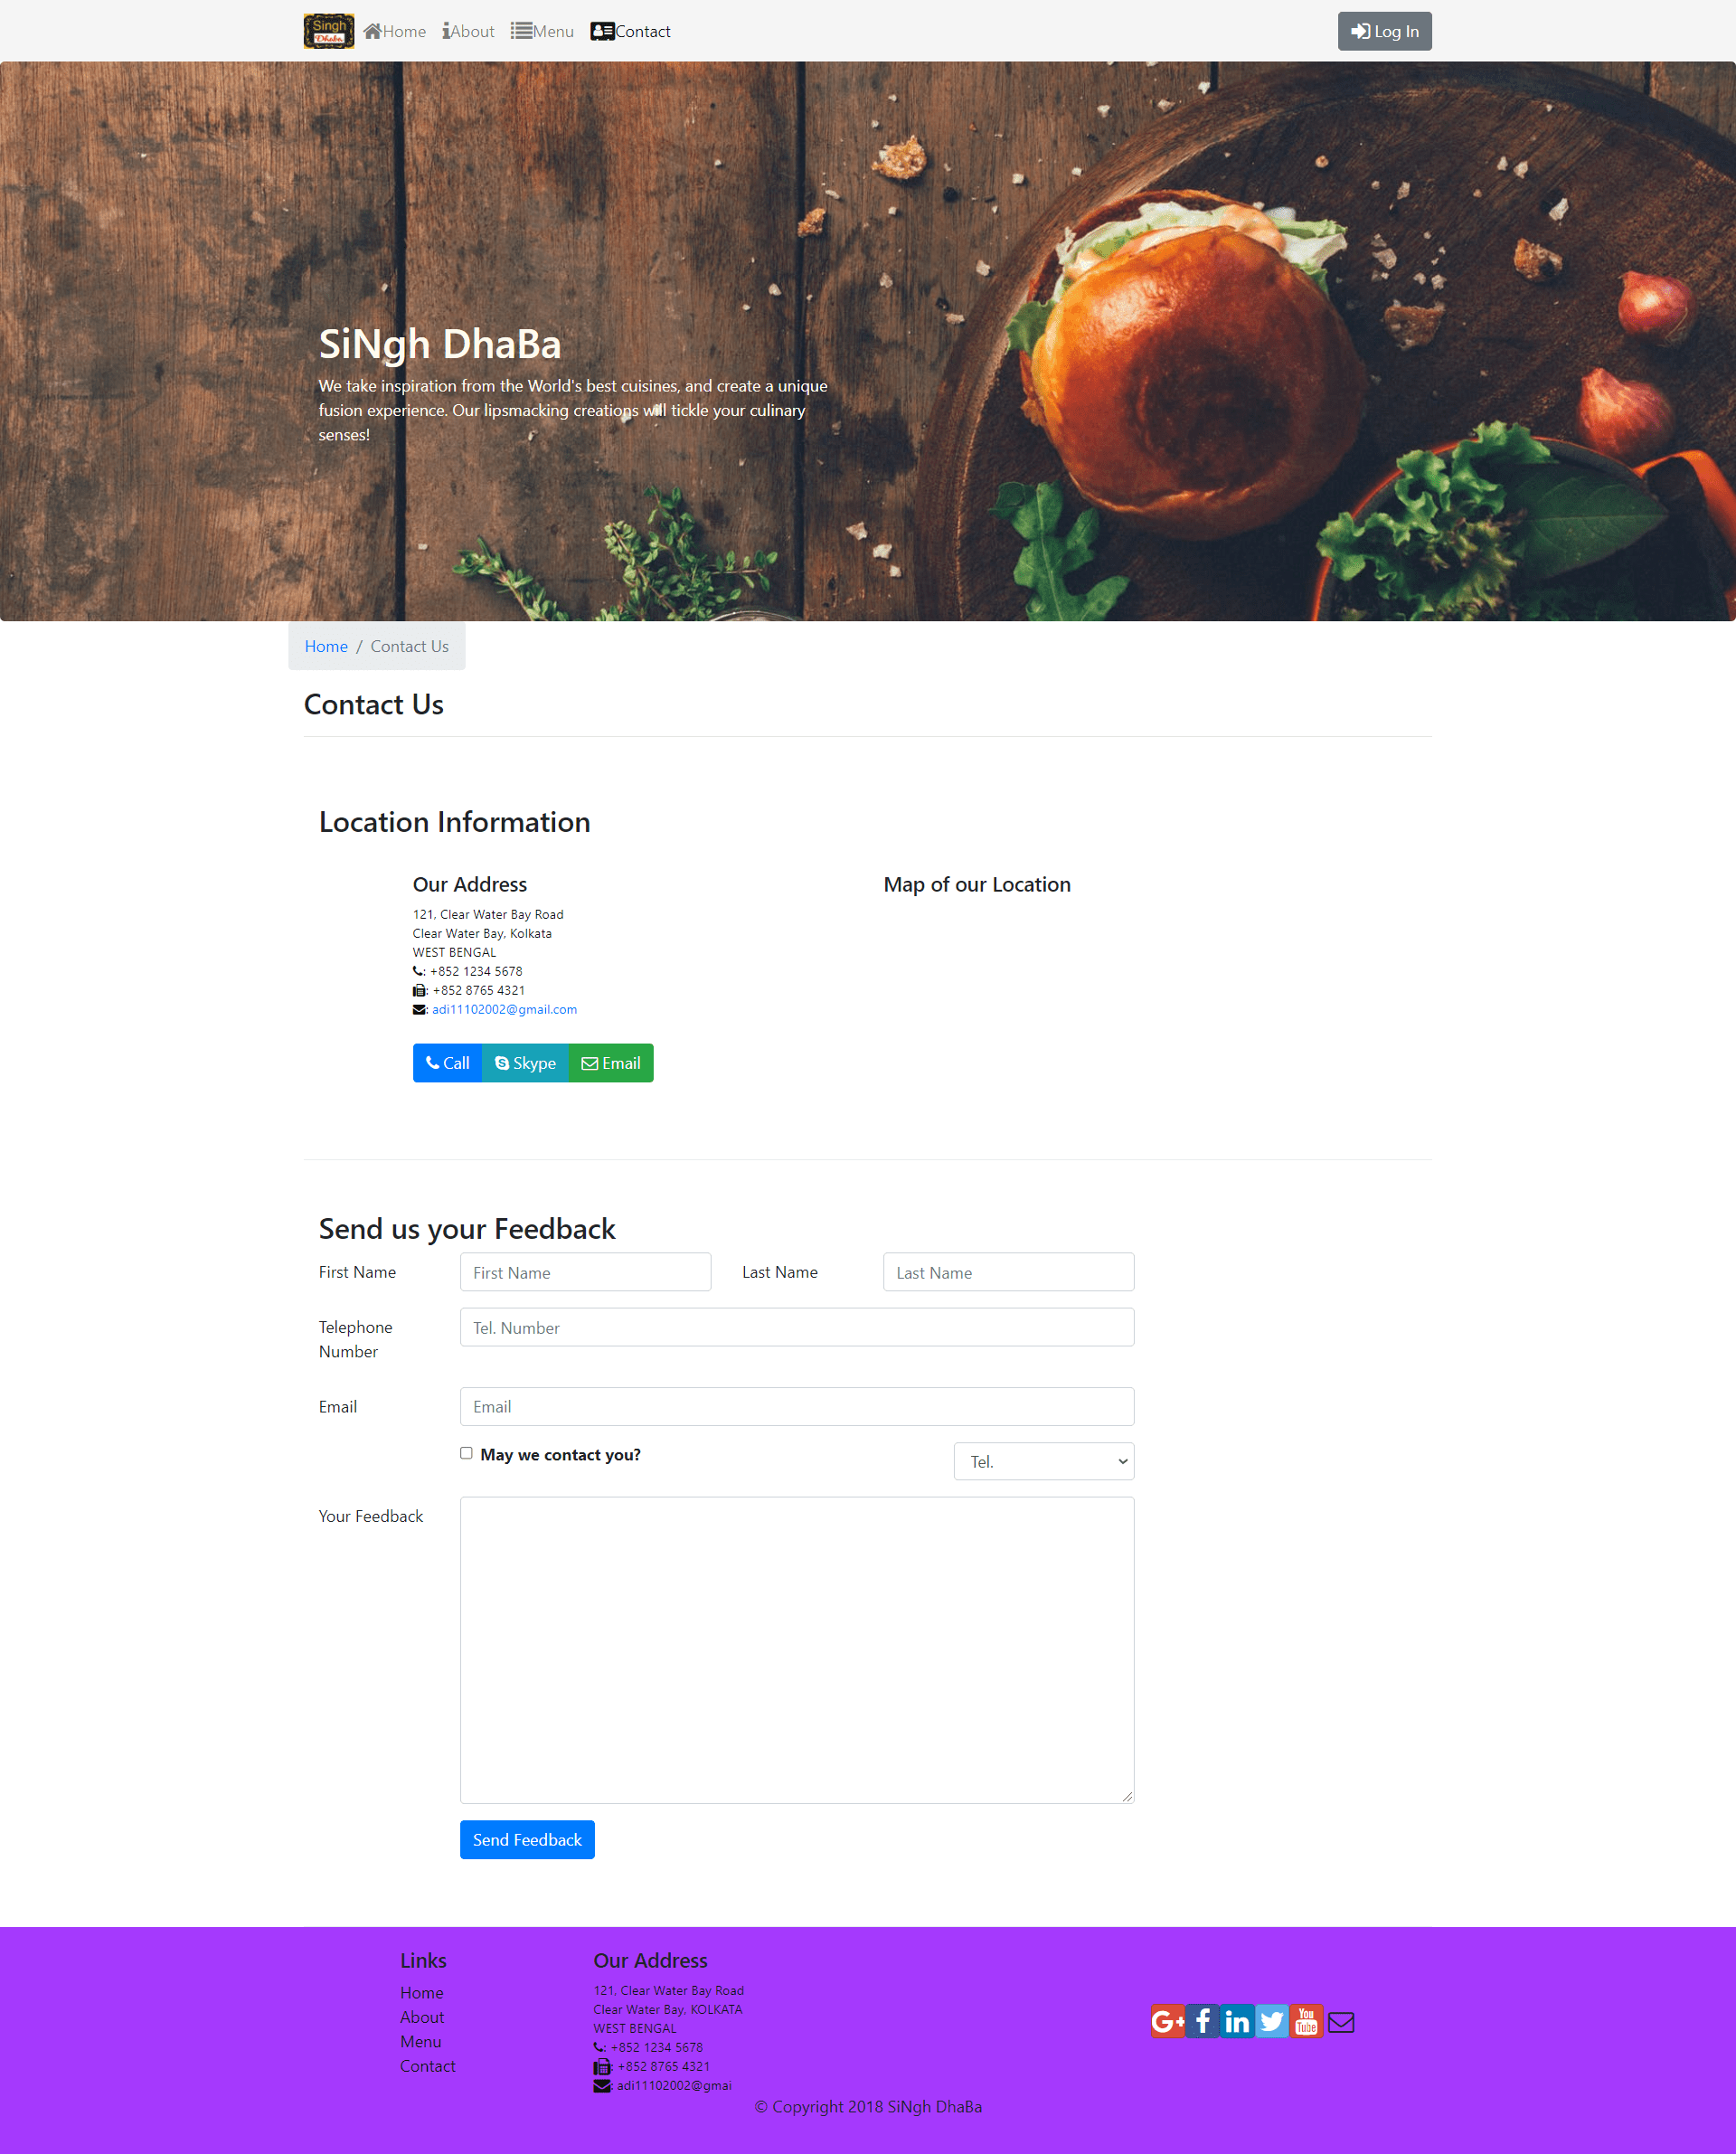 Singh
Dhaba
Home
About
Menu
Contact
Log In
SiNgh DhaBa
We take inspiration from the World's best cuisines, and create a unique
fusion experience. Our lipsmacking creations will tickle your culinary
senses!
Home / Contact Us
Contact Us
Location Information
Our Address
121, Clear Water Bay Road
Clear Water Bay, Kolkata
WEST BENGAL
: +852 1234 5678
: +852 8765 4321
: adi11102002@gmail.com
Call
Skype
Email
Map of our Location
Send us your Feedback
First Name
First Name
Last Name
Last Name
Telephone
Number
Tel. Number
Email
Email
May we contact you?
Tel.
Your Feedback
Send Feedback
Links
Home
About
Menu
Contact
Our Address
121, Clear Water Bay Road
Clear Water Bay, KOLKATA
WEST BENGAL
: +852 1234 5678
: +852 8765 4321
: adi11102002@gmai
G+
f
in
You
Tube
© Copyright 2018 SiNgh DhaBa